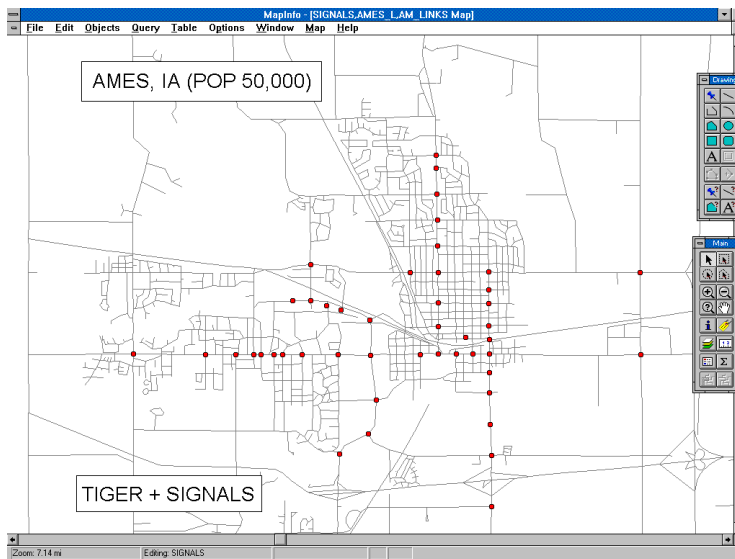 MapInfo - [SIGNALS,AMES_L,AM_LINKS Map]
File Edit Objects Query Table Options Window Map Help
AMES, IA (POP 50,000)
Drawing
Main
TIGER + SIGNALS
Zoom: 7.14 mi Editing: SIGNALS